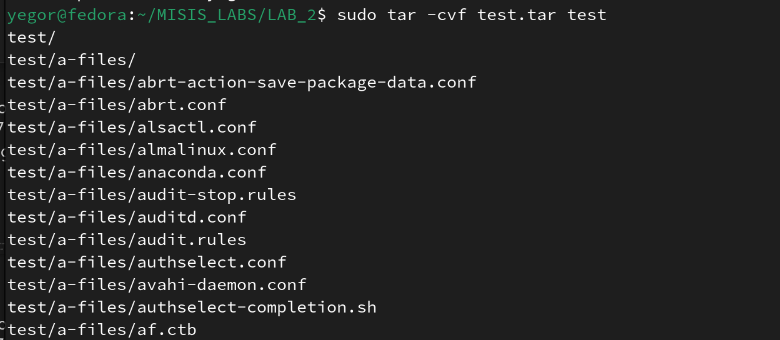 yegor@fedora:~/MISIS_LABS/LAB_2$ sudo tar -cvf test.tar test
test/
test/a-files/
test/a-files/abrt-action-save-package-data.conf
test/a-files/abrt.conf
test/a-files/alsactl.conf
test/a-files/almalinux.conf
test/a-files/anaconda.conf
test/a-files/audit-stop.rules
test/a-files/auditd.conf
test/a-files/audit.rules
test/a-files/authselect.conf
test/a-files/avahi-daemon.conf
test/a-files/authselect-completion.sh
test/a-files/af.ctb